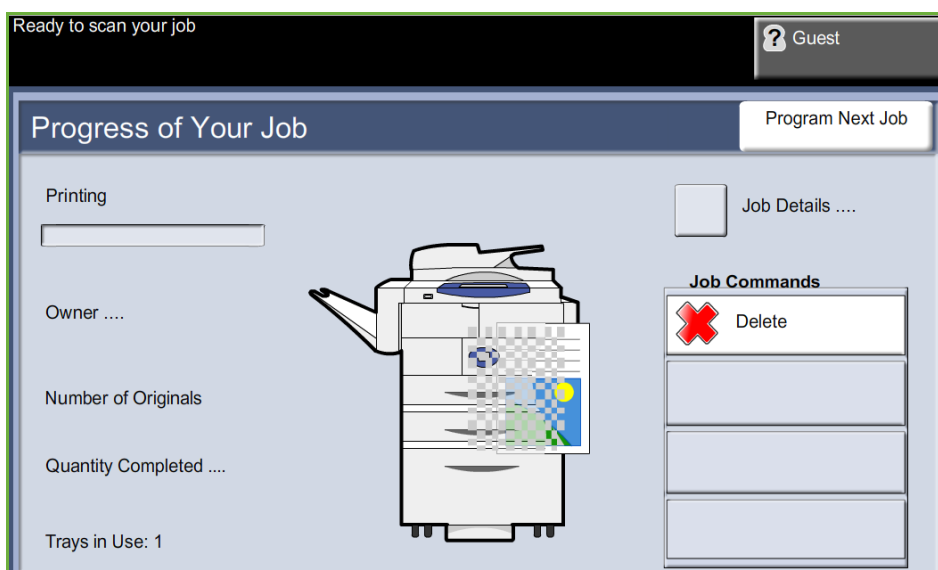 Ready to scan your job
? Guest
Progress of Your Job
Program Next Job
Printing
Job Details ....
Job Commands
Owner ....
Delete
Number of Originals
Quantity Completed ....
Trays in Use: 1